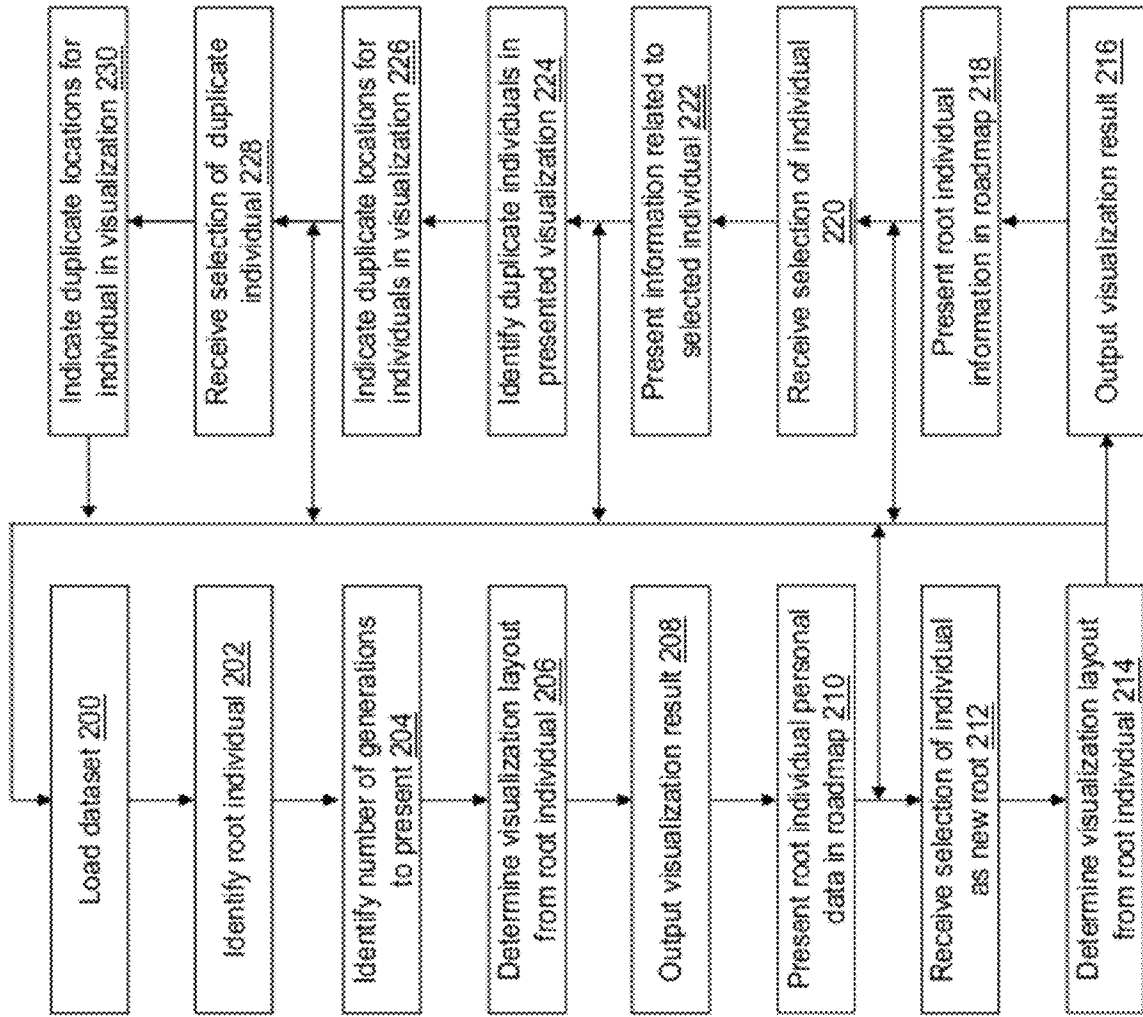 Load dataset 200
Identify root individual 202
Identify number of generations
to present 204
Determine visualization layout
from root individual 206
Output visualization result 208
Present root individual personal
data in roadmap 210
Receive selection of individual
as new root 212
Determine visualization layout
from root individual 214
Output visualization result 216
Present root individual
information in roadmap 218
Receive selection of individual
220
Present information related to
selected individual 222
Identify duplicate individuals in
presented visualization 224
Indicate duplicate locations for
individuals in visualization 226
Receive selection of duplicate
individual 228
Indicate duplicate locations for
individual in visualization 230